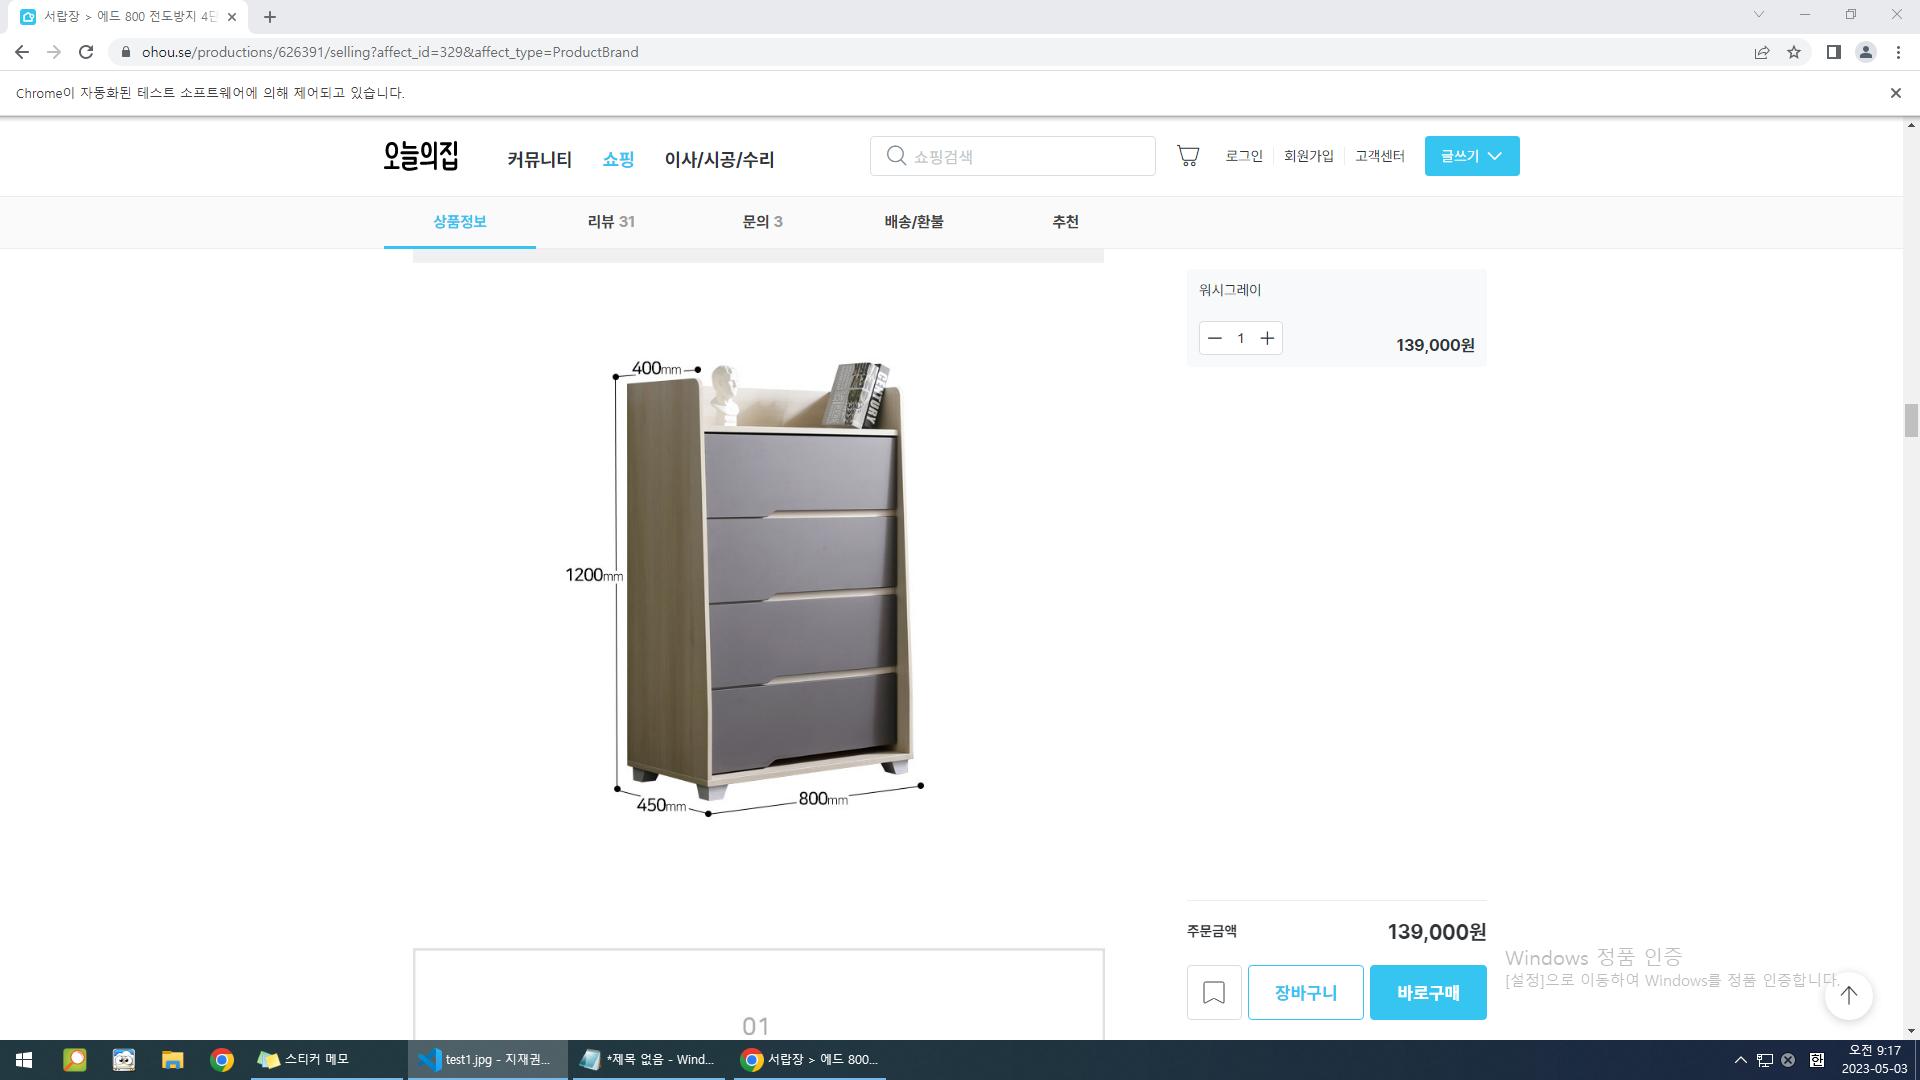 서랍장 > 에드 800 전도방지 4단
ohou.se/productions/626391/selling?affect_id=329&affect_type=ProductBrand
Chrome이 자동화된 테스트 소프트웨어에 의해 제어되고 있습니다.
오늘의집
커뮤니티
쇼핑
이사/시공/수리
쇼핑검색
로그인
회원가입
고객센터
글쓰기
상품정보
리뷰 31
문의 3
배송/환불
추천
워시그레이
1
139,000원
400mm
CENTURY
1200mm
450mm
800mm
01
주문금액
139,000원
장바구니
바로구매
Windows 정품 인증
[설정]으로 이동하여 Windows를 정품 인증합니다.
스티커 메모
test1.jpg - 지재권...
*제목 없음 - Wind...
서랍장 > 에드 800...
한
오전 9:17
2023-05-03